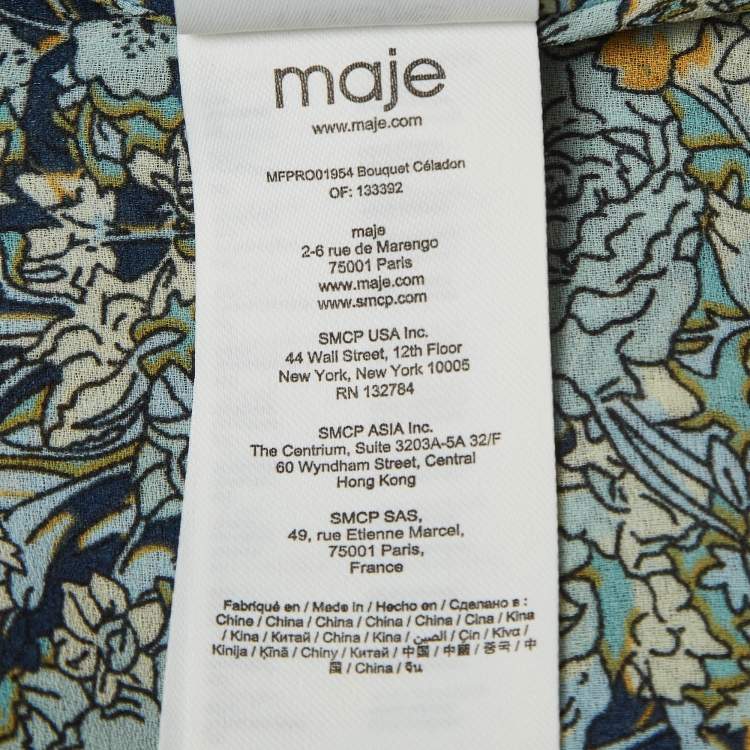 maje
www.maje.com
MFPRO01954 Bouquet Céladon
OF: 133392
maje
2-6 rue de Marengo
75001 Paris
www.maje.com
www.smcp.com
SMCP USA Inc.
44 Wall Street, 12th Floor
New York, New York 10005
RN 132784
SMCP ASIA Inc.
The Centrium, Suite 3203A-5A 32/F
60 Wyndham Street, Central
Hong Kong
SMCP SAS,
49, rue Etienne Marcel,
75001 Paris,
France
Fabriqué en / Made in / Hecho en / Сделано в :
Chine / China / China / China / China / Cina / Kina
/ Kina / Китай / China / Kina / الصين / Çin / Κίνα /
Kinija / Ķīnā / Chiny / Китай / 中国 / 中國 / 중국 / 中
国 / China / จีน